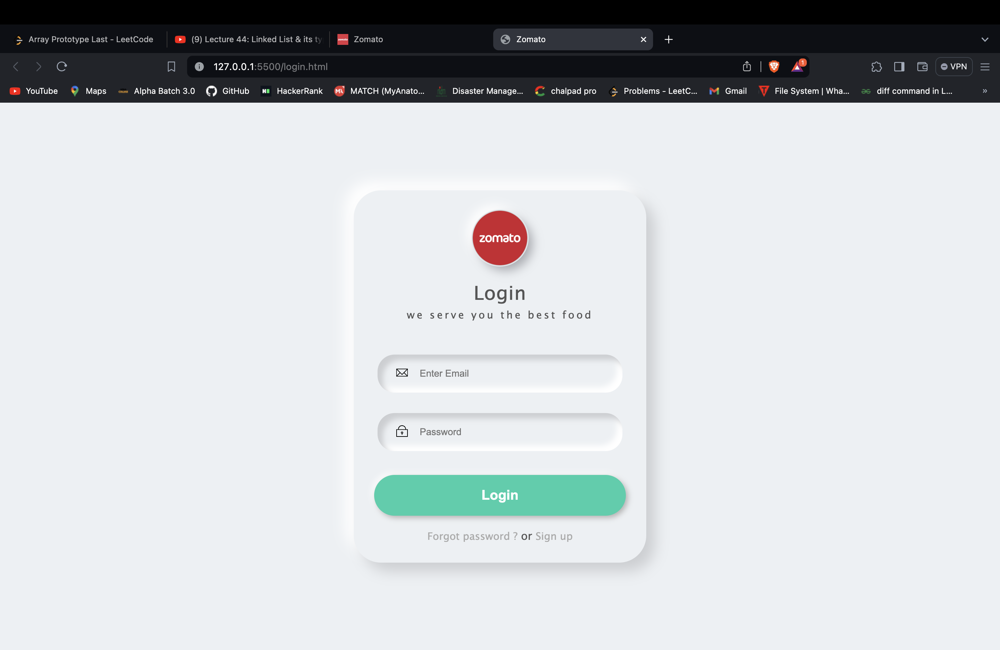 Array Prototype Last - LeetCode (9) Lecture 44: Linked List & its ty Zomato Zomato
127.0.0.1:5500/login.html 1 VPN
YouTube Maps Alpha Batch 3.0 GitHub HackerRank MATCH (MyAnato... Disaster Manage... chalpad pro Problems - LeetC... Gmail File System | Wha... diff command in L... »
zomato
Login
we serve you the best food
Enter Email
Password
Login
Forgot password ? or Sign up